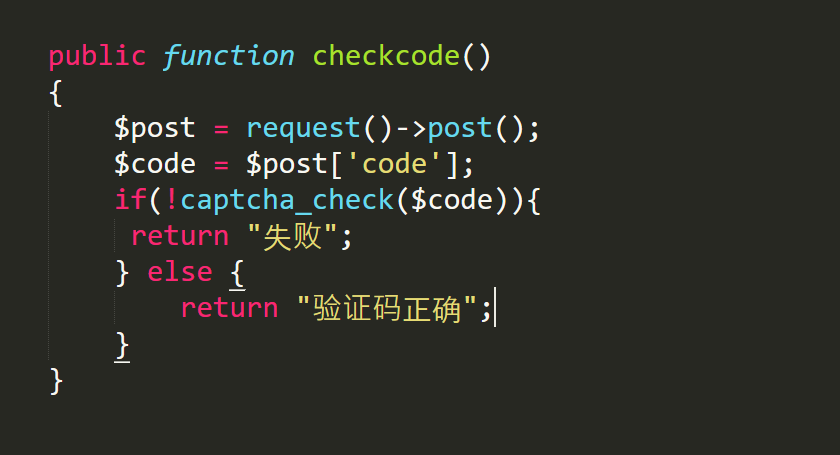 public function checkcode()
{
    $post = request()->post();
    $code = $post['code'];
    if(!captcha_check($code)){
     return "失败";
    } else {
        return "验证码正确";
    }
}